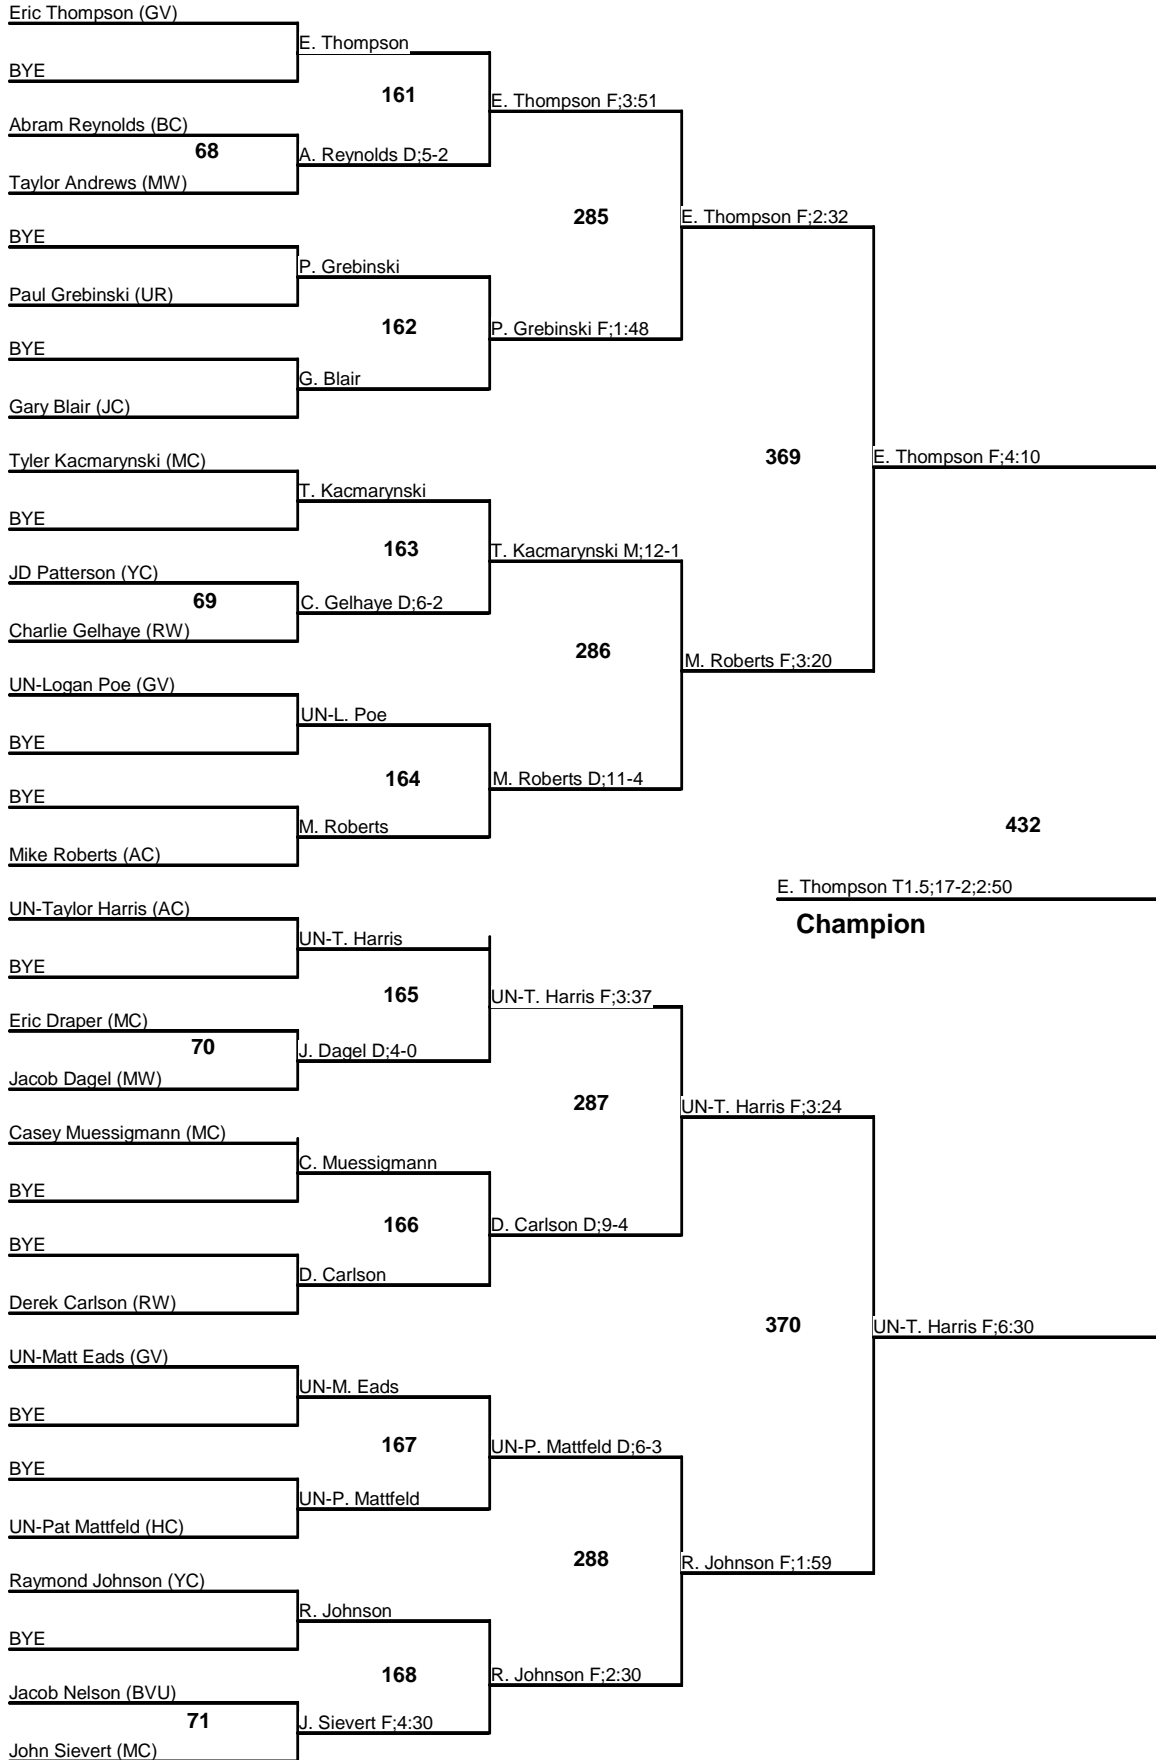 Eric Thompson (GV)
E. Thompson
BYE
161
E. Thompson F;3:51
Abram Reynolds (BC)
68
A. Reynolds D;5-2
Taylor Andrews (MW)
285
E. Thompson F;2:32
BYE
P. Grebinski
Paul Grebinski (UR)
162
P. Grebinski F;1:48
BYE
G. Blair
Gary Blair (JC)
369
E. Thompson F;4:10
Tyler Kacmarynski (MC)
T. Kacmarynski
BYE
163
T. Kacmarynski M;12-1
JD Patterson (YC)
69
C. Gelhaye D;6-2
Charlie Gelhaye (RW)
286
M. Roberts F;3:20
UN-Logan Poe (GV)
UN-L. Poe
BYE
164
M. Roberts D;11-4
BYE
M. Roberts
Mike Roberts (AC)
432
E. Thompson T1.5;17-2;2:50
Champion
UN-Taylor Harris (AC)
UN-T. Harris
BYE
165
UN-T. Harris F;3:37
Eric Draper (MC)
70
J. Dagel D;4-0
Jacob Dagel (MW)
287
UN-T. Harris F;3:24
Casey Muessigmann (MC)
C. Muessigmann
BYE
166
D. Carlson D;9-4
BYE
D. Carlson
Derek Carlson (RW)
370
UN-T. Harris F;6:30
UN-Matt Eads (GV)
UN-M. Eads
BYE
167
UN-P. Mattfeld D;6-3
BYE
UN-P. Mattfeld
UN-Pat Mattfeld (HC)
288
R. Johnson F;1:59
Raymond Johnson (YC)
R. Johnson
BYE
168
R. Johnson F;2:30
Jacob Nelson (BVU)
71
J. Sievert F;4:30
John Sievert (MC)